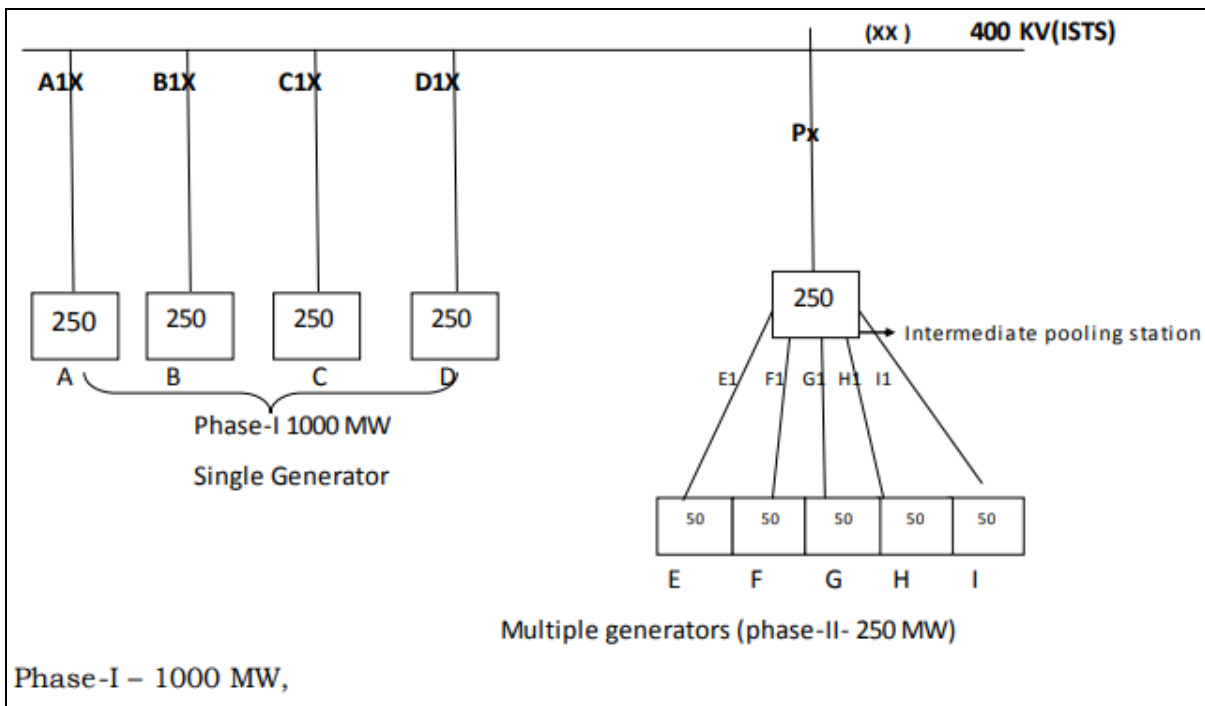 (XX ) 400 KV(ISTS)
A1X B1X C1X D1X
Px
250 250 250 250 250
Intermediate pooling station
A B C D
E1 F1 G1 H1 I1
Phase-I 1000 MW
Single Generator
50 50 50 50 50
E F G H I
Multiple generators (phase-II- 250 MW)
Phase-I – 1000 MW,